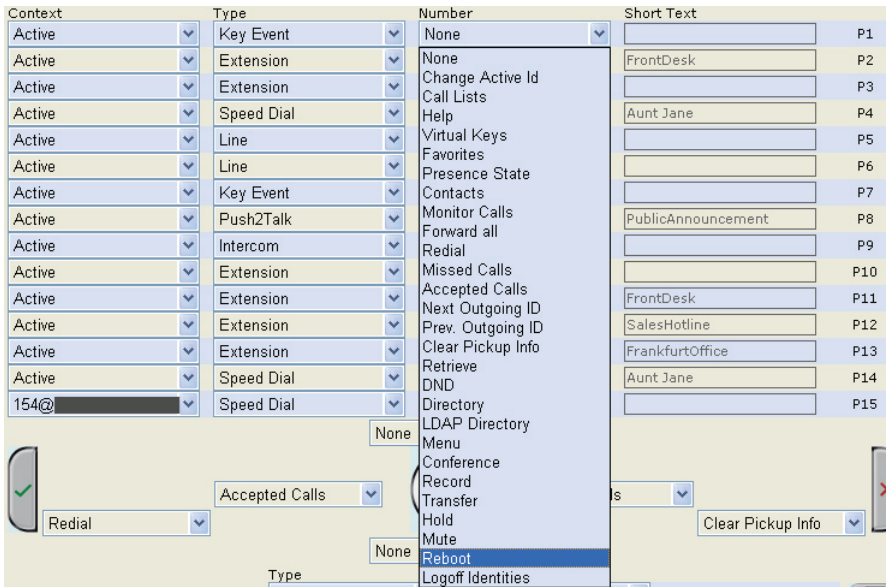 Context Type Number Short Text
Active Key Event None P1
Active Extension FrontDesk P2
Active Extension P3
Active Speed Dial Aunt Jane P4
Active Line P5
Active Line P6
Active Key Event P7
Active Push2Talk PublicAnnouncement P8
Active Intercom P9
Active Extension P10
Active Extension FrontDesk P11
Active Extension SalesHotline P12
Active Extension FrankfurtOffice P13
Active Speed Dial Aunt Jane P14
154@ Speed Dial P15
None
Change Active Id
Call Lists
Help
Virtual Keys
Favorites
Presence State
Contacts
Monitor Calls
Forward all
Redial
Missed Calls
Accepted Calls
Next Outgoing ID
Prev. Outgoing ID
Clear Pickup Info
Retrieve
DND
Directory
LDAP Directory
Menu
Conference
Record
Transfer
Hold
Mute
Reboot
Logoff Identities
None
Accepted Calls ls
Redial Clear Pickup Info
None
Type